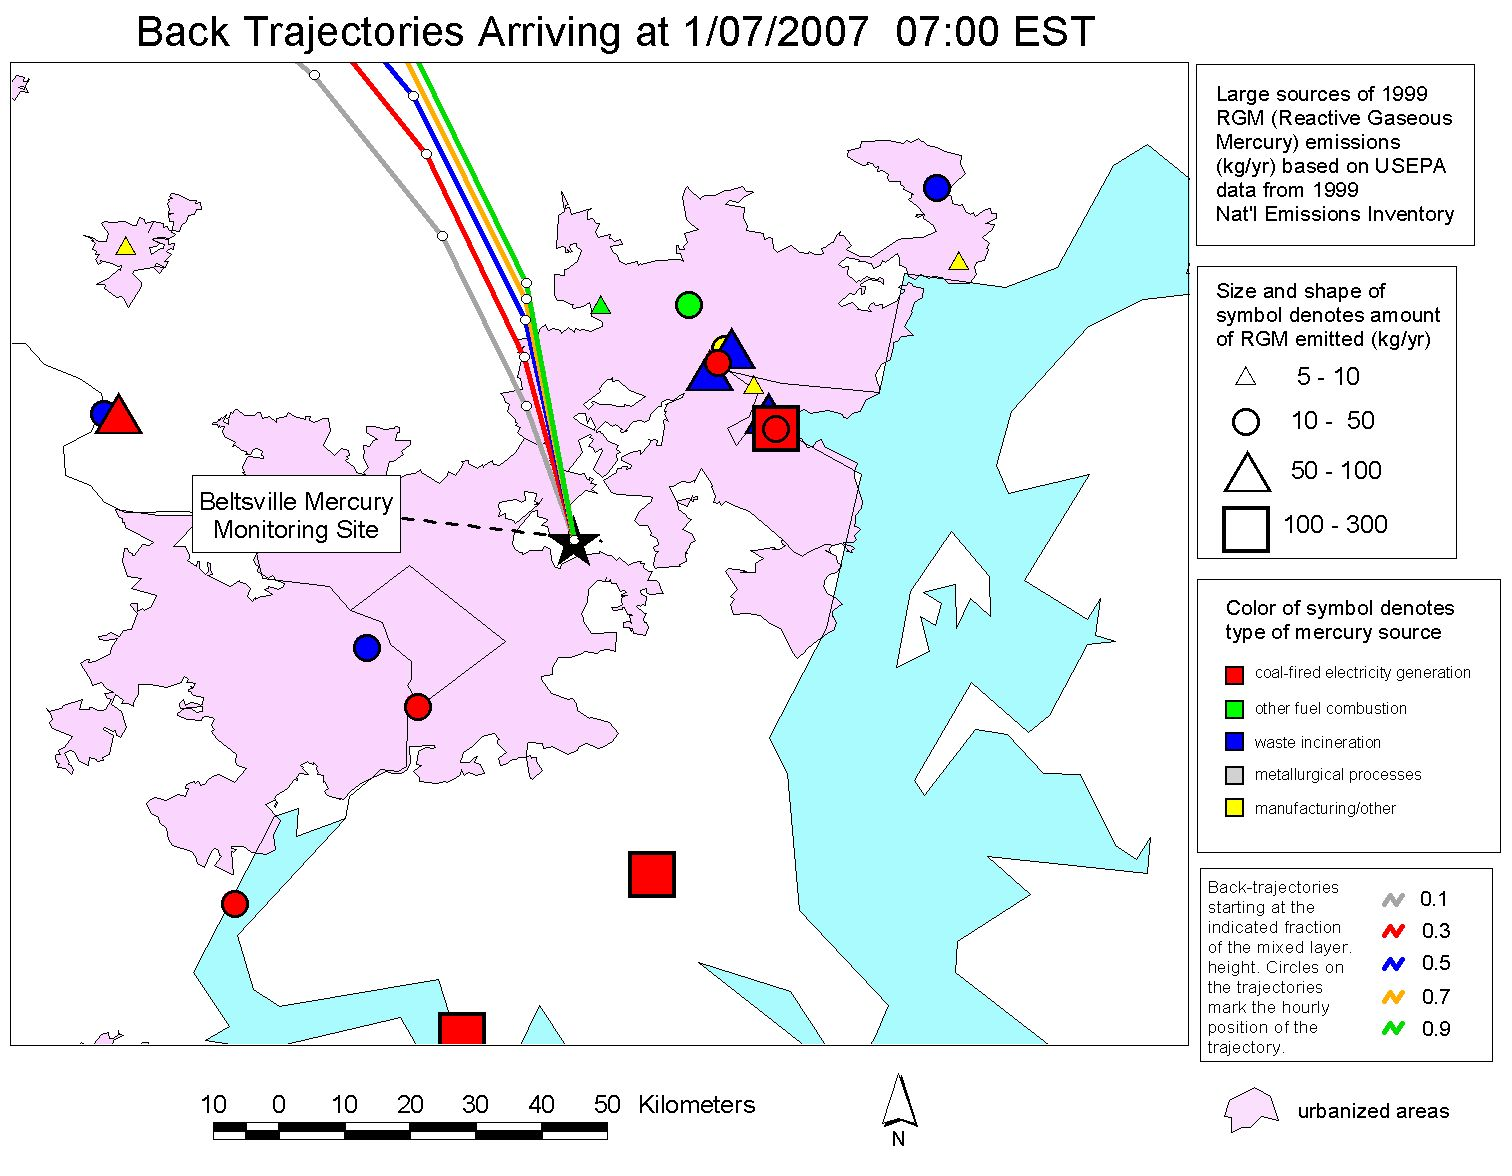 Back Trajectories Arriving at 1/07/2007 07:00 EST
Large sources of 1999
RGM (Reactive Gaseous
Mercury) emissions
(kg/yr) based on USEPA
data from 1999
Nat'l Emissions Inventory
Size and shape of
symbol denotes amount
of RGM emitted (kg/yr)
5 - 10
10 - 50
50 - 100
100 - 300
Beltsville Mercury
Monitoring Site
Color of symbol denotes
type of mercury source
coal-fired electricity generation
other fuel combustion
waste incineration
metallurgical processes
manufacturing/other
Back-trajectories
starting at the
indicated fraction
of the mixed layer.
height. Circles on
the trajectories
mark the hourly
position of the
trajectory.
0.1
0.3
0.5
0.7
0.9
10 0 10 20 30 40 50 Kilometers
N
urbanized areas